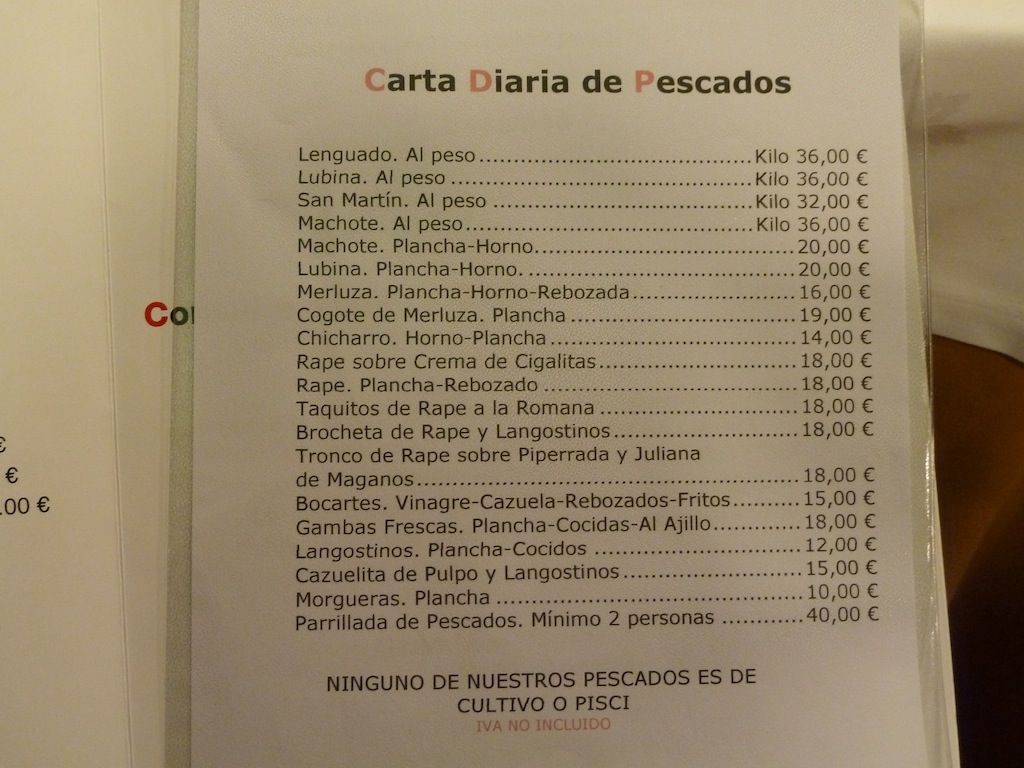 Carta Diaria de Pescados
Lenguado. Al peso......................................Kilo 36,00 €
Lubina. Al peso ..........................................Kilo 36,00 €
San Martín. Al peso ....................................Kilo 32,00 €
Machote. Al peso........................................Kilo 36,00 €
Machote. Plancha-Horno....................................20,00 €
Lubina. Plancha-Horno. .....................................20,00 €
Merluza. Plancha-Horno-Rebozada.......................16,00 €
Cogote de Merluza. Plancha ................................19,00 €
Chicharro. Horno-Plancha...................................14,00 €
Rape sobre Crema de Cigalitas............................18,00 €
Rape. Plancha-Rebozado ....................................18,00 €
Taquitos de Rape a la Romana ............................18,00 €
Brocheta de Rape y Langostinos..........................18,00 €
Tronco de Rape sobre Piperrada y Juliana
de Maganos......................................................18,00 €
Bocartes. Vinagre-Cazuela-Rebozados-Fritos.........15,00 €
Gambas Frescas. Plancha-Cocidas-Al Ajillo............18,00 €
Langostinos. Plancha-Cocidos .............................12,00 €
Cazuelita de Pulpo y Langostinos.........................15,00 €
Morgueras. Plancha ...........................................10,00 €
Parrillada de Pescados. Mínimo 2 personas ...........40,00 €
NINGUNO DE NUESTROS PESCADOS ES DE
CULTIVO O PISCI
IVA NO INCLUIDO
€
€
.00 €